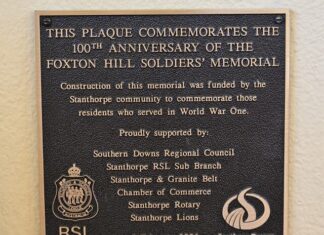 THIS PLAQUE COMMEMORATES THE
100TH ANNIVERSARY OF THE
FOXTON HILL SOLDIERS' MEMORIAL
Construction of this memorial was funded by the
Stanthorpe community to commemorate those
residents who served in World War One.
Proudly supported by:
Southern Downs Regional Council
Stanthorpe RSL Sub Branch
Stanthorpe & Granite Belt
Chamber of Commerce
Stanthorpe Rotary
Stanthorpe Lions
RSL